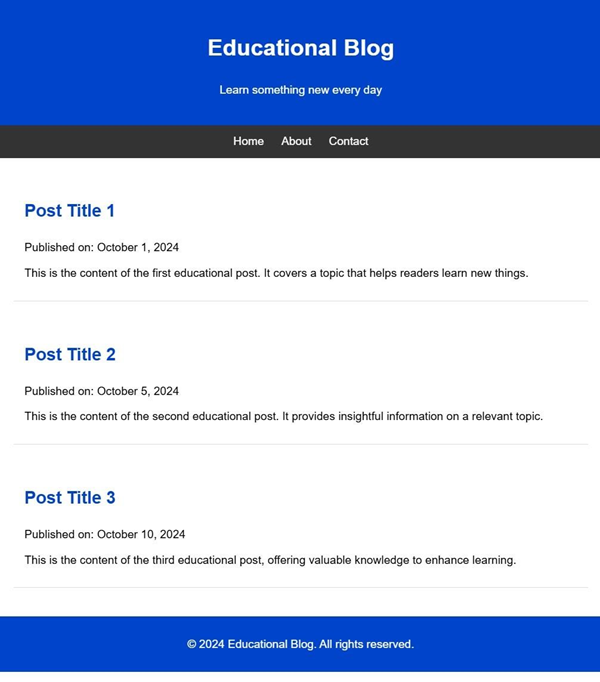 Educational Blog
Learn something new every day
Home About Contact
Post Title 1
Published on: October 1, 2024
This is the content of the first educational post. It covers a topic that helps readers learn new things.
Post Title 2
Published on: October 5, 2024
This is the content of the second educational post. It provides insightful information on a relevant topic.
Post Title 3
Published on: October 10, 2024
This is the content of the third educational post, offering valuable knowledge to enhance learning.
© 2024 Educational Blog. All rights reserved.